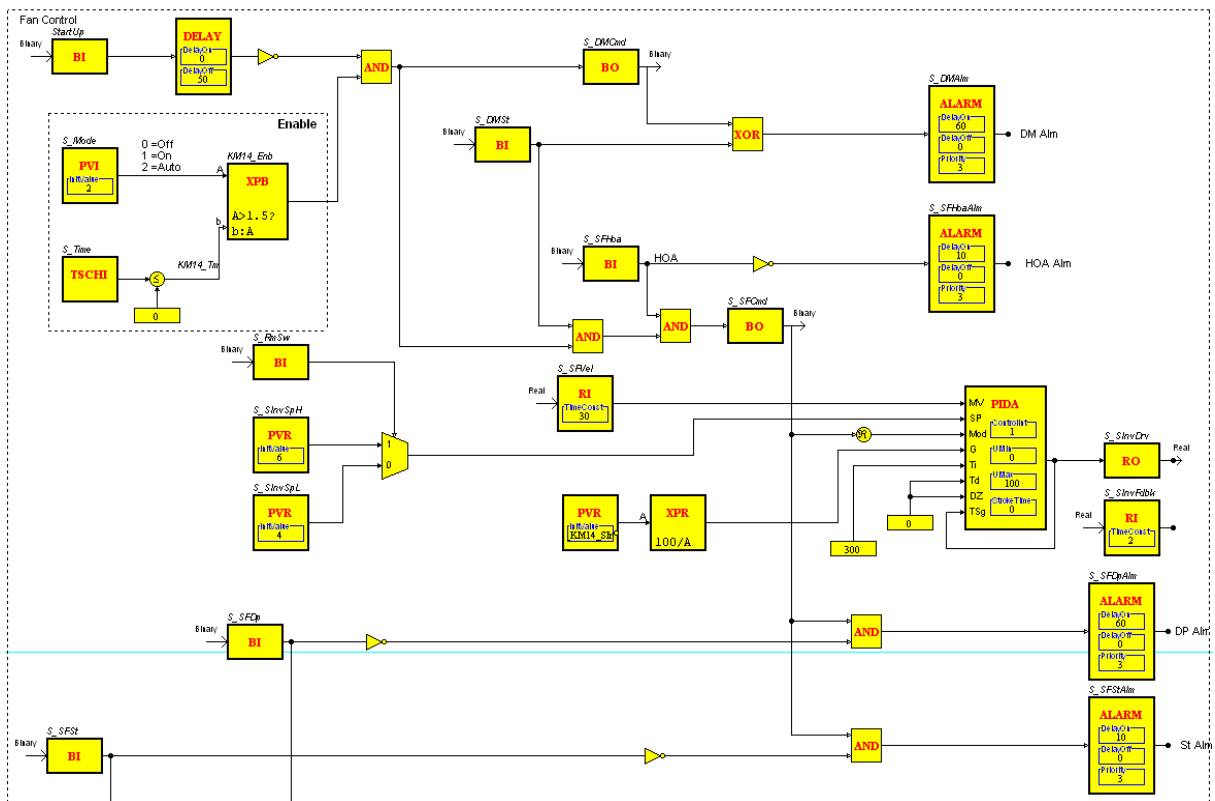 Fan Control
StartUp
Binary
BI
DELAY
DelayOn
0
DelayOff
50
AND
S_DMCmd
BO
Binary
S_DMAlm
ALARM
DelayOn
60
DelayOff
0
Priority
3
DM Alm
S_DMSt
Binary
BI
XOR
Enable
S_Mode
PVI
InitValue
2
0 =Off
1 =On
2 =Auto
KM14_Enb
A
XPB
A>1.5?
b:A
b
S_Time
TSCHI
≤
KM14_Tm
0
S_SFHoa
Binary
BI
HOA
S_SFHoaAlm
ALARM
DelayOn
10
DelayOff
0
Priority
3
HOA Alm
AND
AND
S_SFCmd
BO
Binary
S_RmSw
Binary
BI
S_SInvSpH
PVR
InitValue
6
1
0
S_SInvSpL
PVR
InitValue
4
S_SFVel
Real
RI
TimeConst
30
PVR
InitValue
A
XPR
100/A
300
0
MV
SP
Mod
G
Ti
Td
DZ
TSg
PIDA
ControlInt
1
UMin
0
UMax
100
StrokeTime
0
S_SInvDrv
RO
Real
S_SInvFdbk
Real
RI
TimeConst
2
S_SFDp
Binary
BI
AND
S_SFDpAlm
ALARM
DelayOn
60
DelayOff
0
Priority
3
DP Alm
S_SFSt
Binary
BI
AND
S_SFStAlm
ALARM
DelayOn
10
DelayOff
0
Priority
3
St Alm